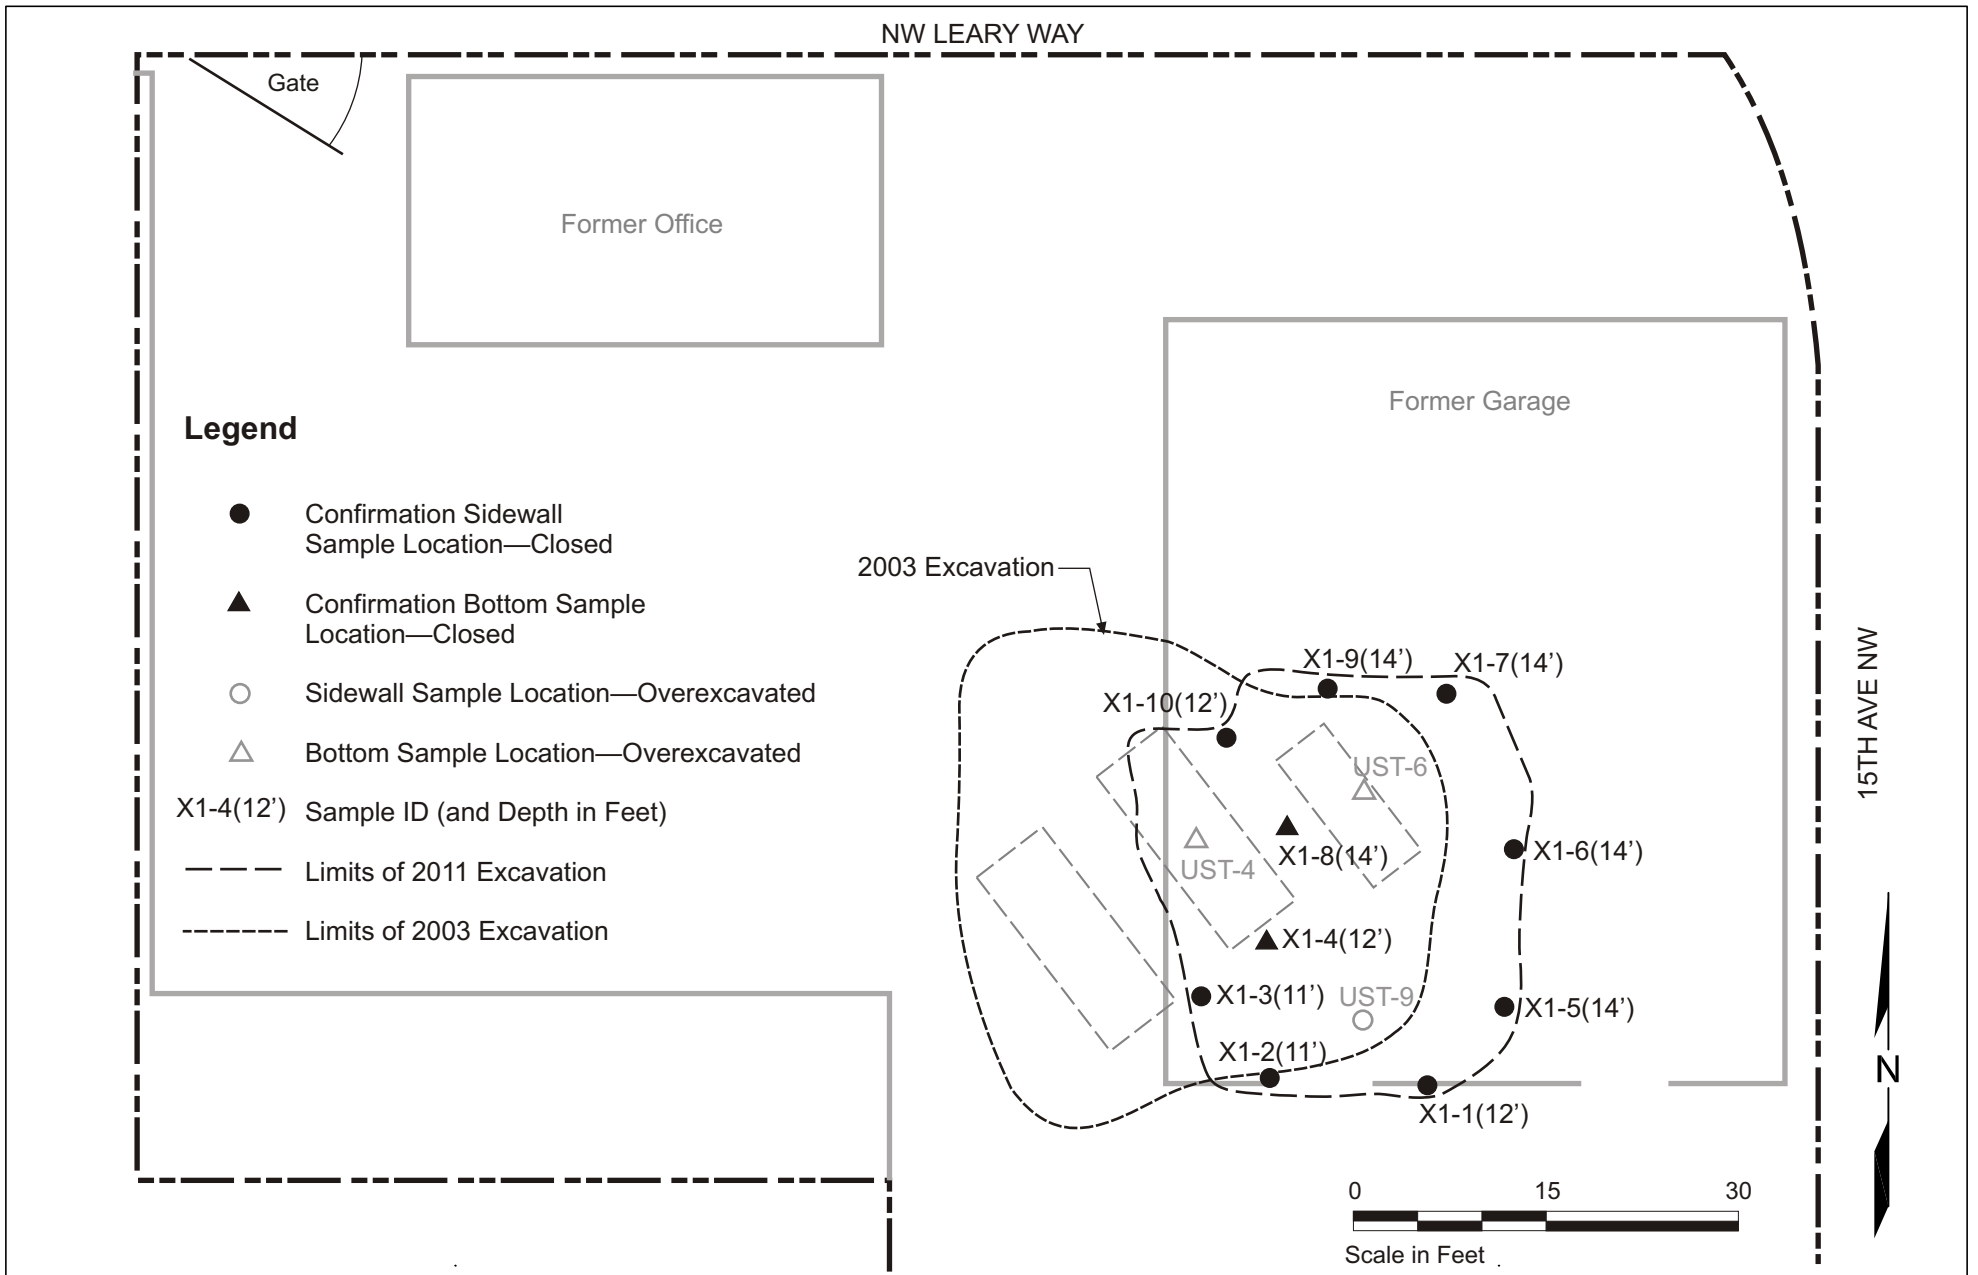 NW LEARY WAY
Gate
Former Office
Former Garage
Legend
Confirmation Sidewall
Sample Location—Closed
Confirmation Bottom Sample
Location—Closed
Sidewall Sample Location—Overexcavated
Bottom Sample Location—Overexcavated
X1-4(12’) Sample ID (and Depth in Feet)
Limits of 2011 Excavation
Limits of 2003 Excavation
2003 Excavation
X1-9(14’)
X1-7(14’)
X1-10(12’)
UST-6
X1-8(14’)
UST-4
X1-6(14’)
X1-4(12’)
X1-3(11’)
UST-9
X1-5(14’)
X1-2(11’)
X1-1(12’)
15TH AVE NW
N
0 15 30
Scale in Feet